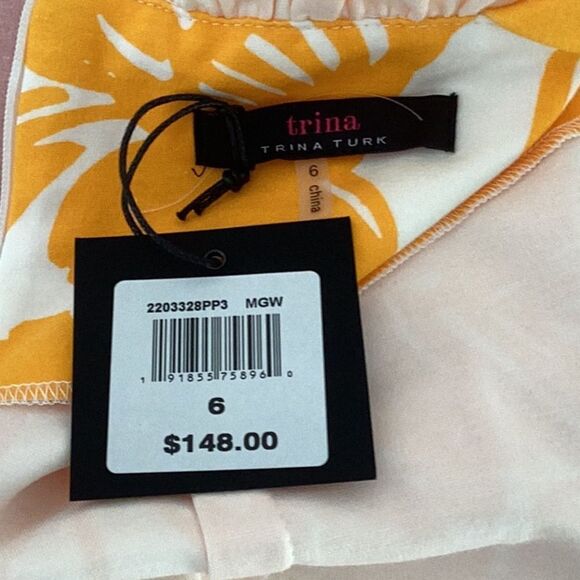 trina
TRINA TURK
6 china
2203328PP3 MGW
1 91855 75896 0
6
$148.00